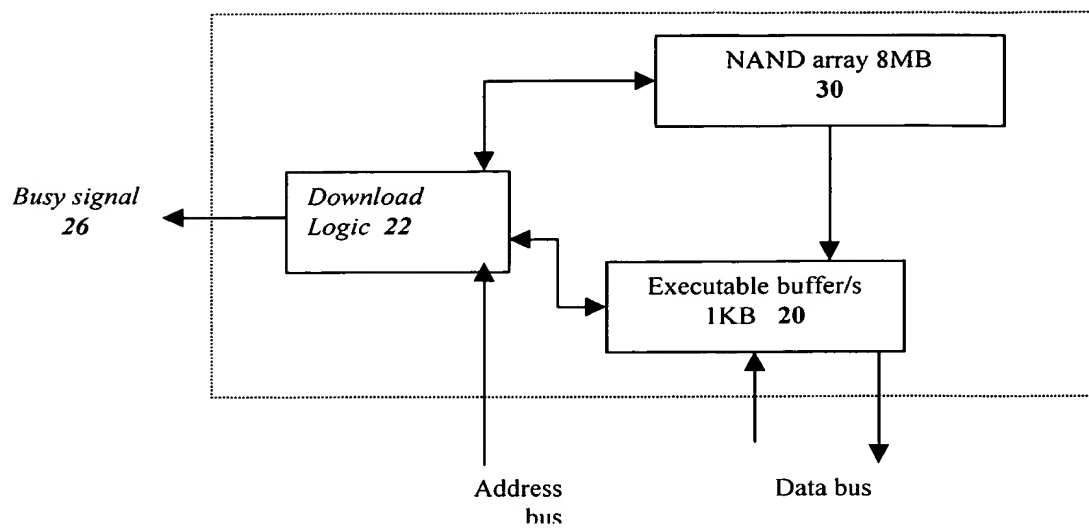 NAND array 8MB
30
Busy signal
26
Download
Logic 22
Executable buffer/s
1KB 20
Address
bus
Data bus